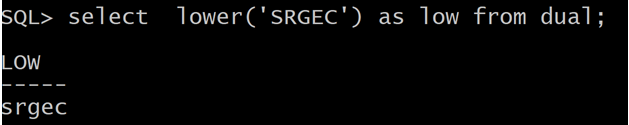 SQL> select  lower('SRGEC') as low from dual;
LOW
-----
srgec